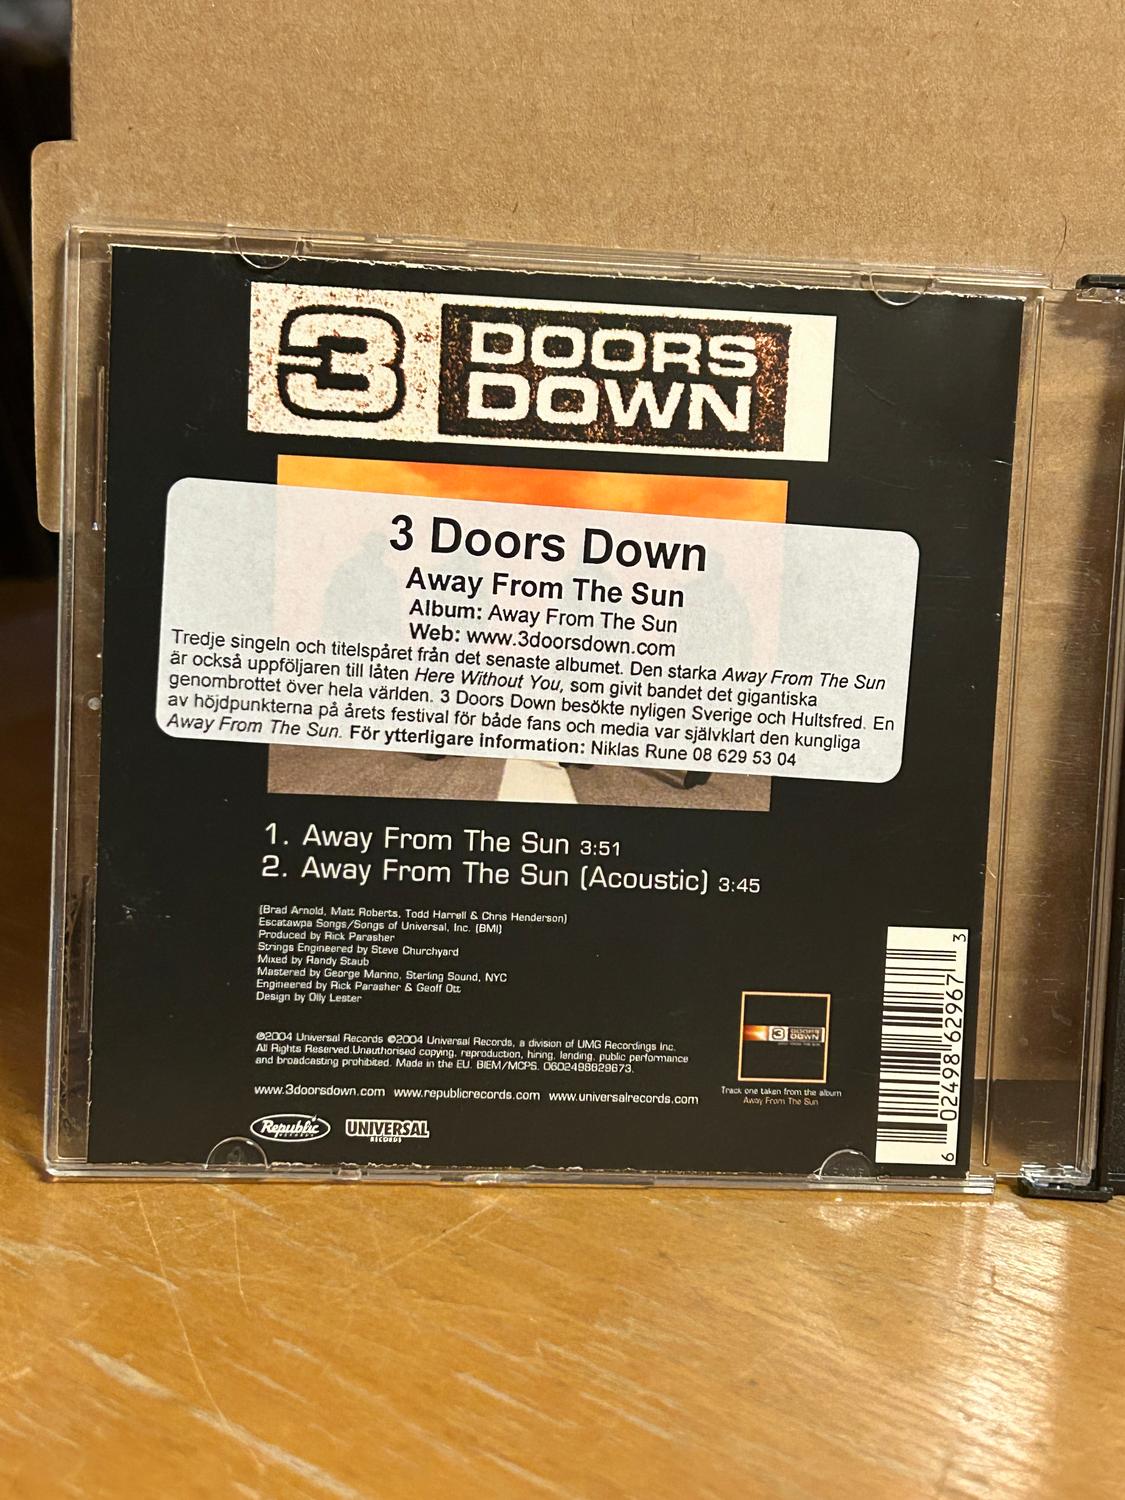 3 DOORS
DOWN
3 Doors Down
Away From The Sun
Album: Away From The Sun
Web: www.3doorsdown.com
Tredje singeln och titelspåret från det senaste albumet. Den starka Away From The Sun
är också uppföljaren till låten Here Without You, som givit bandet det gigantiska
genombrottet över hela världen. 3 Doors Down besökte nyligen Sverige och Hultsfred. En
av höjdpunkterna på årets festival för både fans och media var självklart den kungliga
Away From The Sun. För ytterligare information: Niklas Rune 08 629 53 04
1. Away From The Sun 3:51
2. Away From The Sun (Acoustic) 3:45
(Brad Arnold, Matt Roberts, Todd Harrell & Chris Henderson)
Escatawpa Songs/Songs of Universal, Inc. (BMI)
Produced by Rick Parasher
Strings Engineered by Steve Churchyard
Mixed by Randy Staub
Mastered by George Marino, Sterling Sound, NYC
Engineered by Rick Parasher & Geoff Ott
Design by Olly Lester
℗2004 Universal Records ©2004 Universal Records, a division of UMG Recordings Inc.
All Rights Reserved.Unauthorised copying, reproduction, hiring, lending, public performance
and broadcasting prohibited. Made in the EU. BIEM/MCPS. 0602498629673.
www.3doorsdown.com www.republicrecords.com www.universalrecords.com
Republic
RECORDS
UNIVERSAL
RECORDS
3 DOORS
DOWN
Track one taken from the album
Away From The Sun
6 02498 62967 3